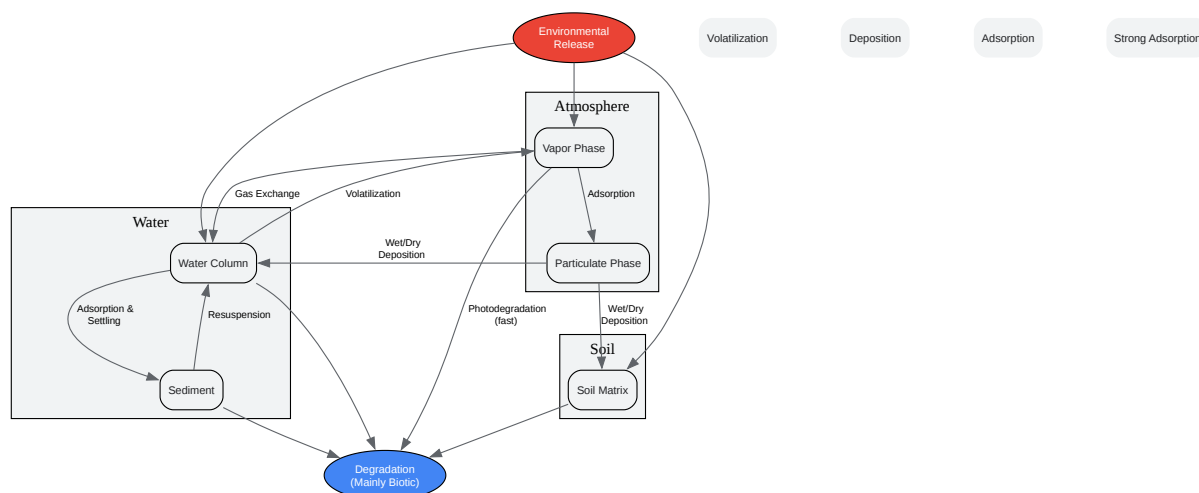 Environmental
Release
Volatilization
Deposition
Adsorption
Strong Adsorption
Atmosphere
Vapor Phase
Gas Exchange
Volatilization
Adsorption
Water
Wet/Dry
Deposition
Water Column
Particulate Phase
Adsorption &
Settling
Resuspension
Photodegradation
(fast)
Wet/Dry
Deposition
Soil
Sediment
Soil Matrix
Degradation
(Mainly Biotic)